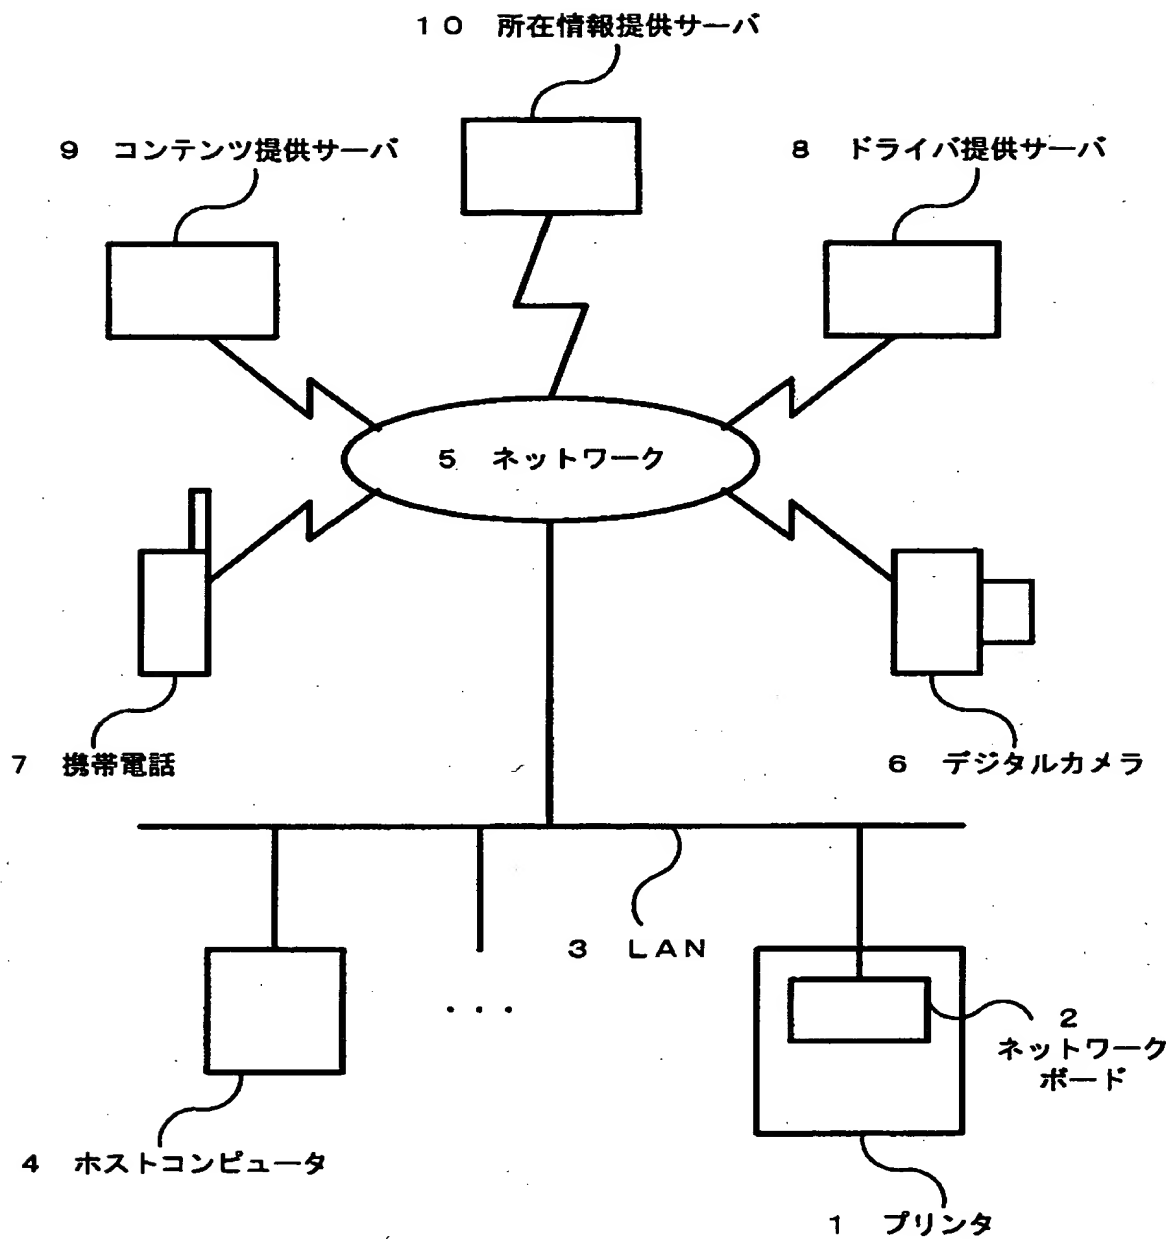 １０　所在情報提供サーバ
９　コンテンツ提供サーバ
８　ドライバ提供サーバ
５　ネットワーク
７　携帯電話
６　デジタルカメラ
３　ＬＡＮ
・・・
２
ネットワーク
ボード
４　ホストコンピュータ
１　プリンタ